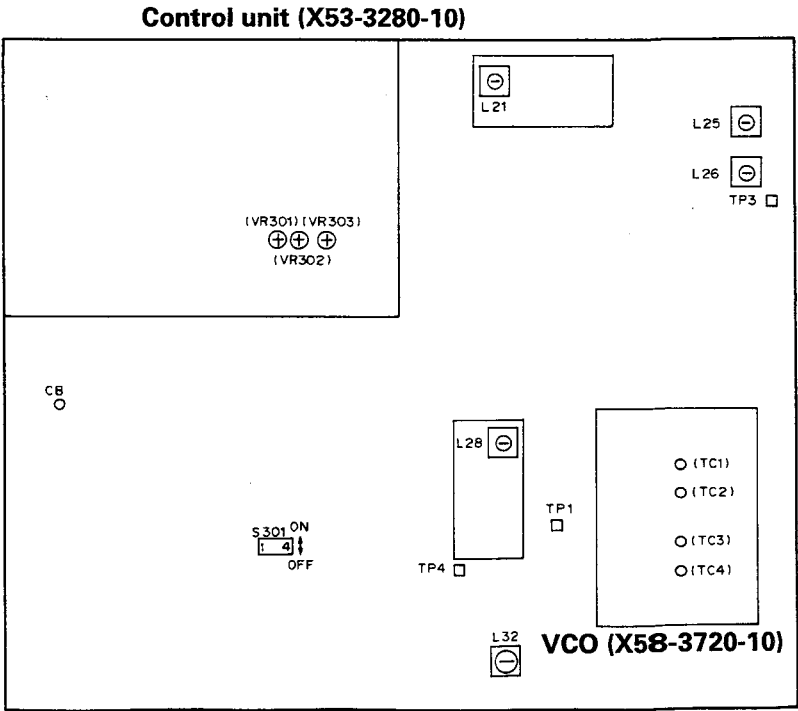 Control unit (X53-3280-10)
L21
L25
L26
TP3
(VR301) (VR303)
(VR302)
CB
L28
(TC1)
(TC2)
TP1
S301 ON
1 4
OFF
(TC3)
TP4
(TC4)
L32
VCO (X58-3720-10)